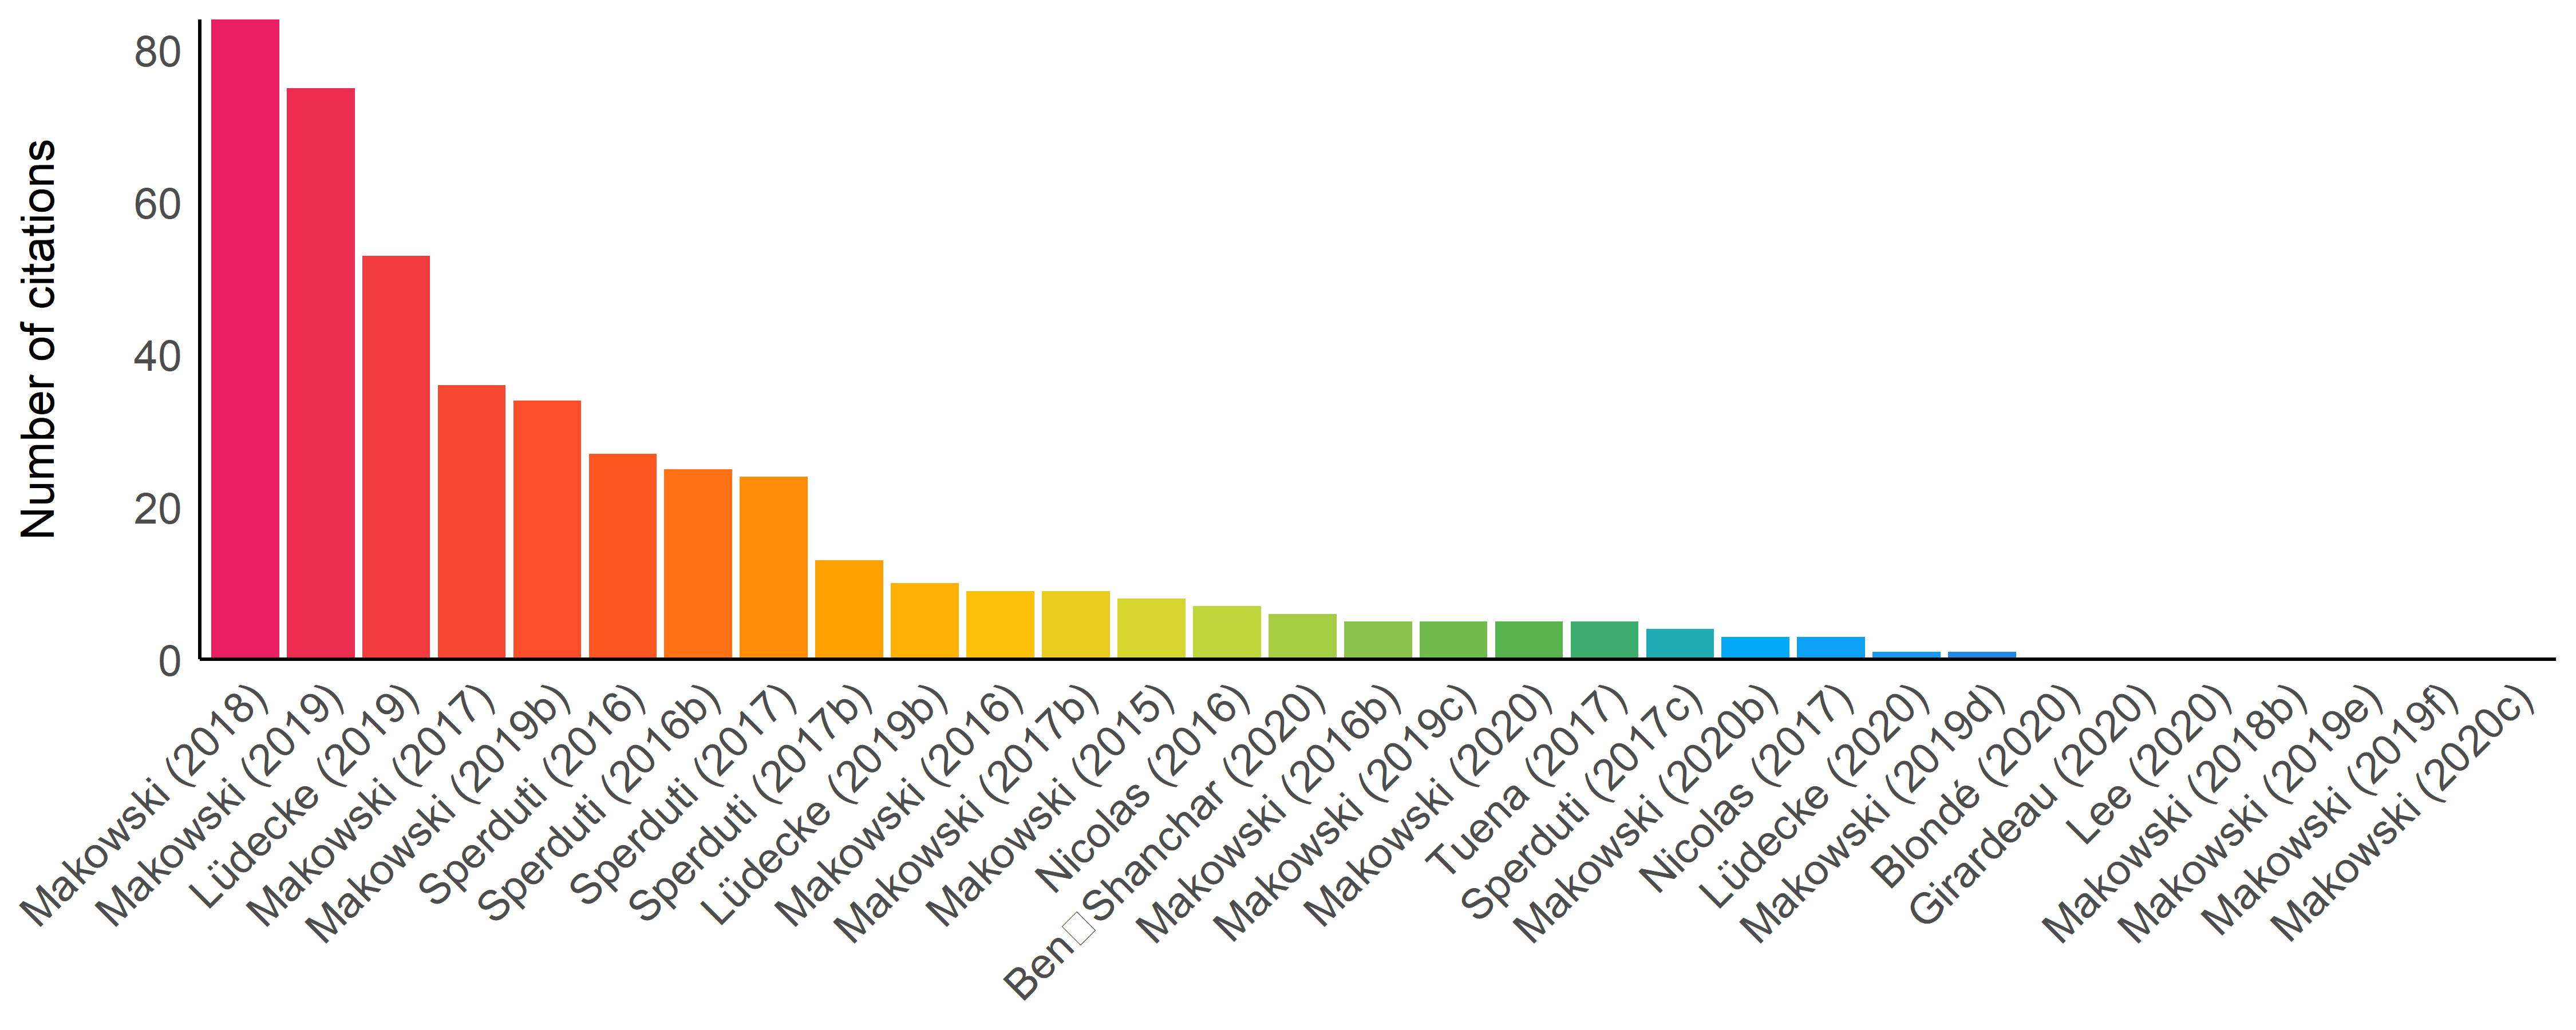 Number of citations
80
60
40
20
0
Makowski (2018)
Makowski (2019)
Lüdecke (2019)
Makowski (2017)
Makowski (2019b)
Sperduti (2016)
Sperduti (2016b)
Sperduti (2017)
Sperduti (2017b)
Lüdecke (2019b)
Makowski (2016)
Makowski (2017b)
Makowski (2015)
Nicolas (2016)
Ben□Shanchar (2020)
Makowski (2016b)
Makowski (2019c)
Makowski (2020)
Tuena (2017)
Sperduti (2017c)
Makowski (2020b)
Nicolas (2017)
Lüdecke (2020)
Makowski (2019d)
Blondé (2020)
Girardeau (2020)
Lee (2020)
Makowski (2018b)
Makowski (2019e)
Makowski (2019f)
Makowski (2020c)